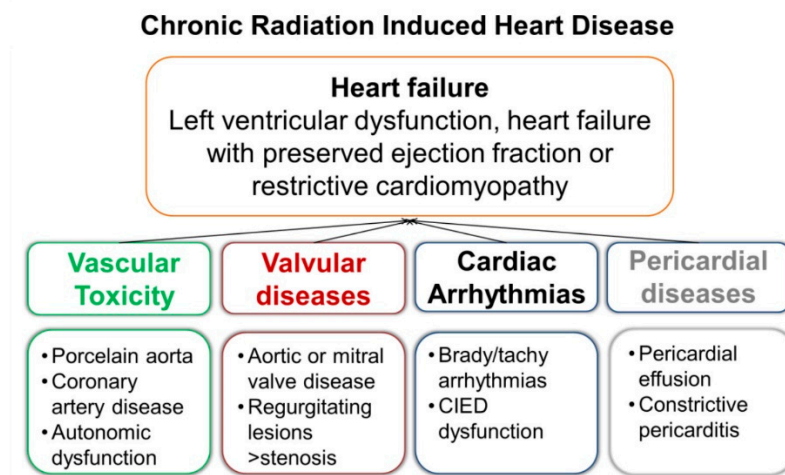 Chronic Radiation Induced Heart Disease
Heart failure
Left ventricular dysfunction, heart failure
with preserved ejection fraction or
restrictive cardiomyopathy
Vascular
Toxicity
Valvular
diseases
Cardiac
Arrhythmias
Pericardial
diseases
• Porcelain aorta
• Coronary
artery disease
• Autonomic
dysfunction
• Aortic or mitral
valve disease
• Regurgitating
lesions
>stenosis
• Brady/tachy
arrhythmias
• CIED
dysfunction
• Pericardial
effusion
• Constrictive
pericarditis